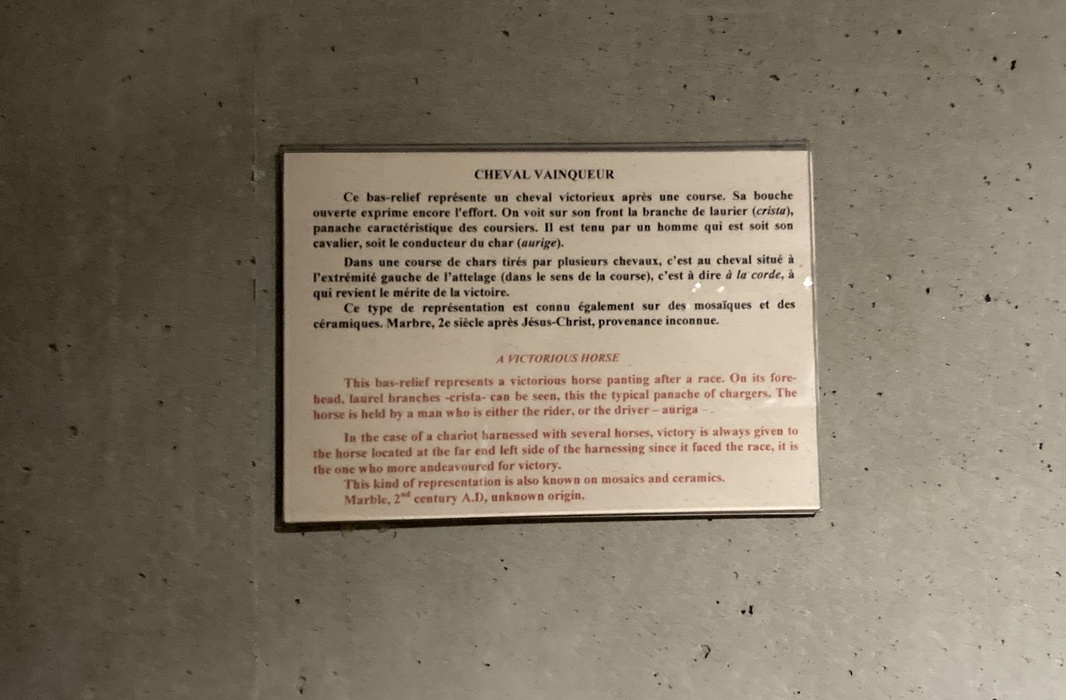 CHEVAL VAINQUEUR
Ce bas-relief représente un cheval victorieux après une course. Sa bouche
ouverte exprime encore l'effort. On voit sur son front la branche de laurier (crista),
panache caractéristique des coursiers. Il est tenu par un homme qui est soit son
cavalier, soit le conducteur du char (aurige).
Dans une course de chars tirés par plusieurs chevaux, c'est au cheval situé à
l'extrémité gauche de l'attelage (dans le sens de la course), c'est à dire à la corde, à
qui revient le mérite de la victoire.
Ce type de représentation est connu également sur des mosaïques et des
céramiques. Marbre, 2e siècle après Jésus-Christ, provenance inconnue.
A VICTORIOUS HORSE
This bas-relief represents a victorious horse panting after a race. On its fore-
head, laurel branches -crista- can be seen, this the typical panache of chargers. The
horse is held by a man who is either the rider, or the driver – auriga – .
In the case of a chariot harnessed with several horses, victory is always given to
the horse located at the far end left side of the harnessing since it faced the race, it is
the one who more andeavoured for victory.
This kind of representation is also known on mosaics and ceramics.
Marble, 2nd century A.D, unknown origin.